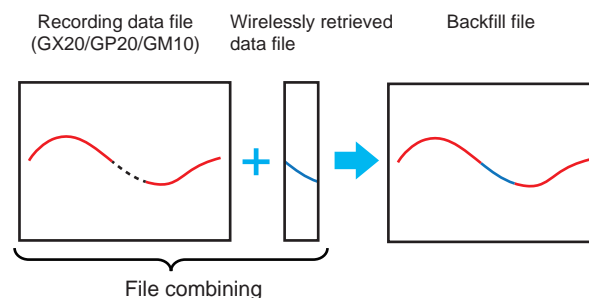 Recording data file
(GX20/GP20/GM10)
Wirelessly retrieved
data file
Backfill file
File combining